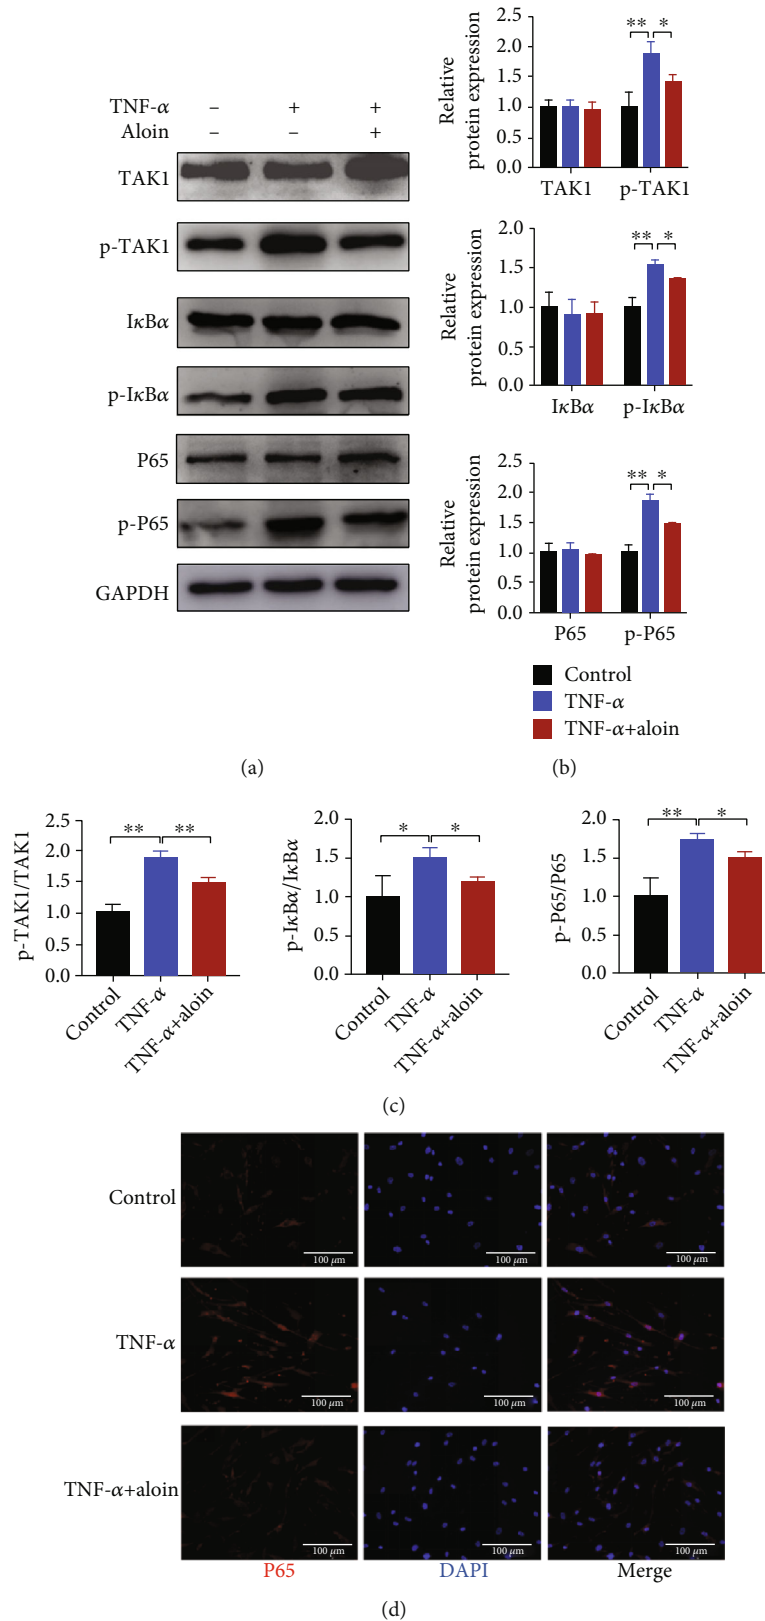 TNF-α – + +
Aloin – – +
TAK1
p-TAK1
IκBα
p-IκBα
P65
p-P65
GAPDH
(a)
Relative
protein expression
2.5
2.0
1.5
1.0
0.5
0.0
** *
TAK1 p-TAK1
Relative
protein expression
2.0
1.5
1.0
0.5
0.0
** *
IκBα p-IκBα
Relative
protein expression
2.5
2.0
1.5
1.0
0.5
0.0
** *
P65 p-P65
Control
TNF-α
TNF-α+aloin
(b)
p-TAK1/TAK1
2.5
2.0
1.5
1.0
0.5
0.0
** **
Control
TNF-α
TNF-α+aloin
p-IκBα/IκBα
2.0
1.5
1.0
0.5
0.0
* *
Control
TNF-α
TNF-α+aloin
p-P65/P65
2.0
1.5
1.0
0.5
0.0
** *
Control
TNF-α
TNF-α+aloin
(c)
Control
100 μm 100 μm 100 μm
TNF-α
100 μm 100 μm 100 μm
TNF-α+aloin
100 μm 100 μm 100 μm
P65 DAPI Merge
(d)